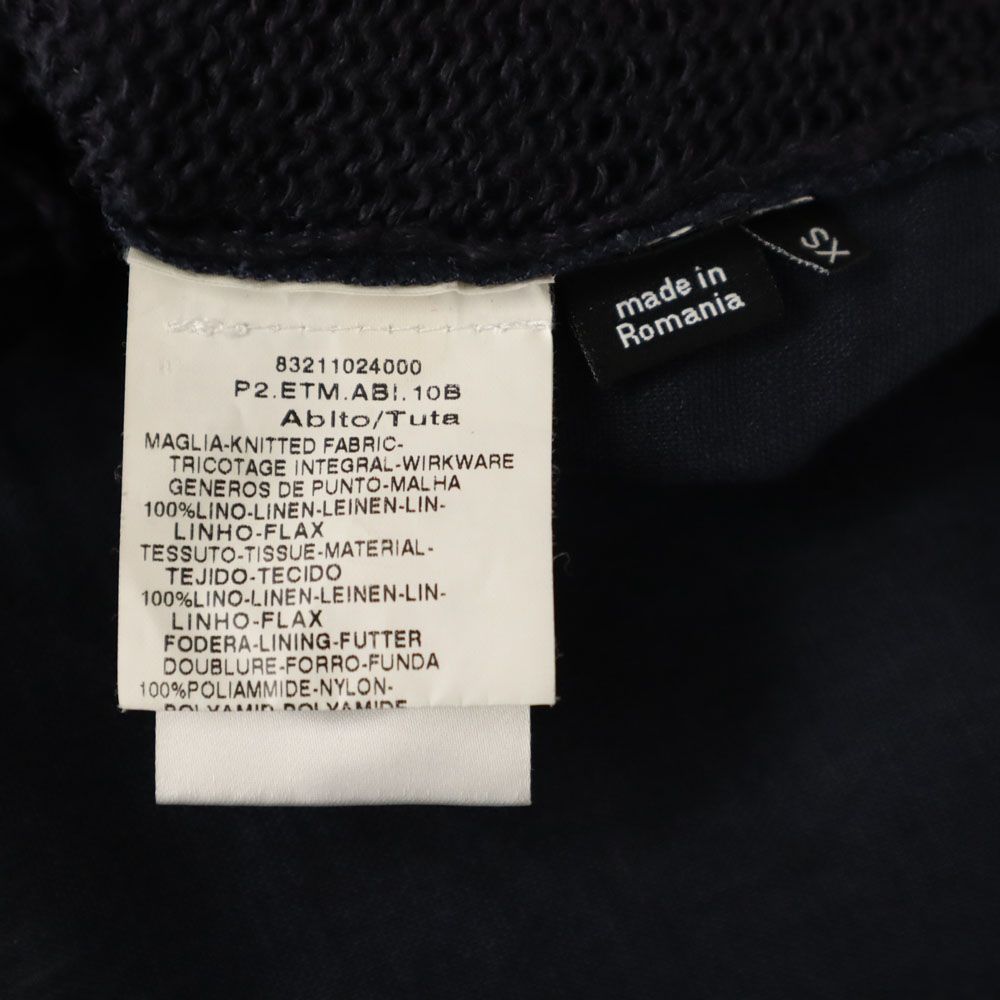 83211024000
P2.ETM.ABI.10B
Abito/Tuta
MAGLIA-KNITTED FABRIC-
TRICOTAGE INTEGRAL-WIRKWARE
GENEROS DE PUNTO-MALHA
100%LINO-LINEN-LEINEN-LIN-
LINHO-FLAX
TESSUTO-TISSUE-MATERIAL-
TEJIDO-TECIDO
100%LINO-LINEN-LEINEN-LIN-
LINHO-FLAX
FODERA-LINING-FUTTER
DOUBLURE-FORRO-FUNDA
100%POLIAMMIDE-NYLON-
POLYAMID-POLYAMIDE
made in
Romania
XS